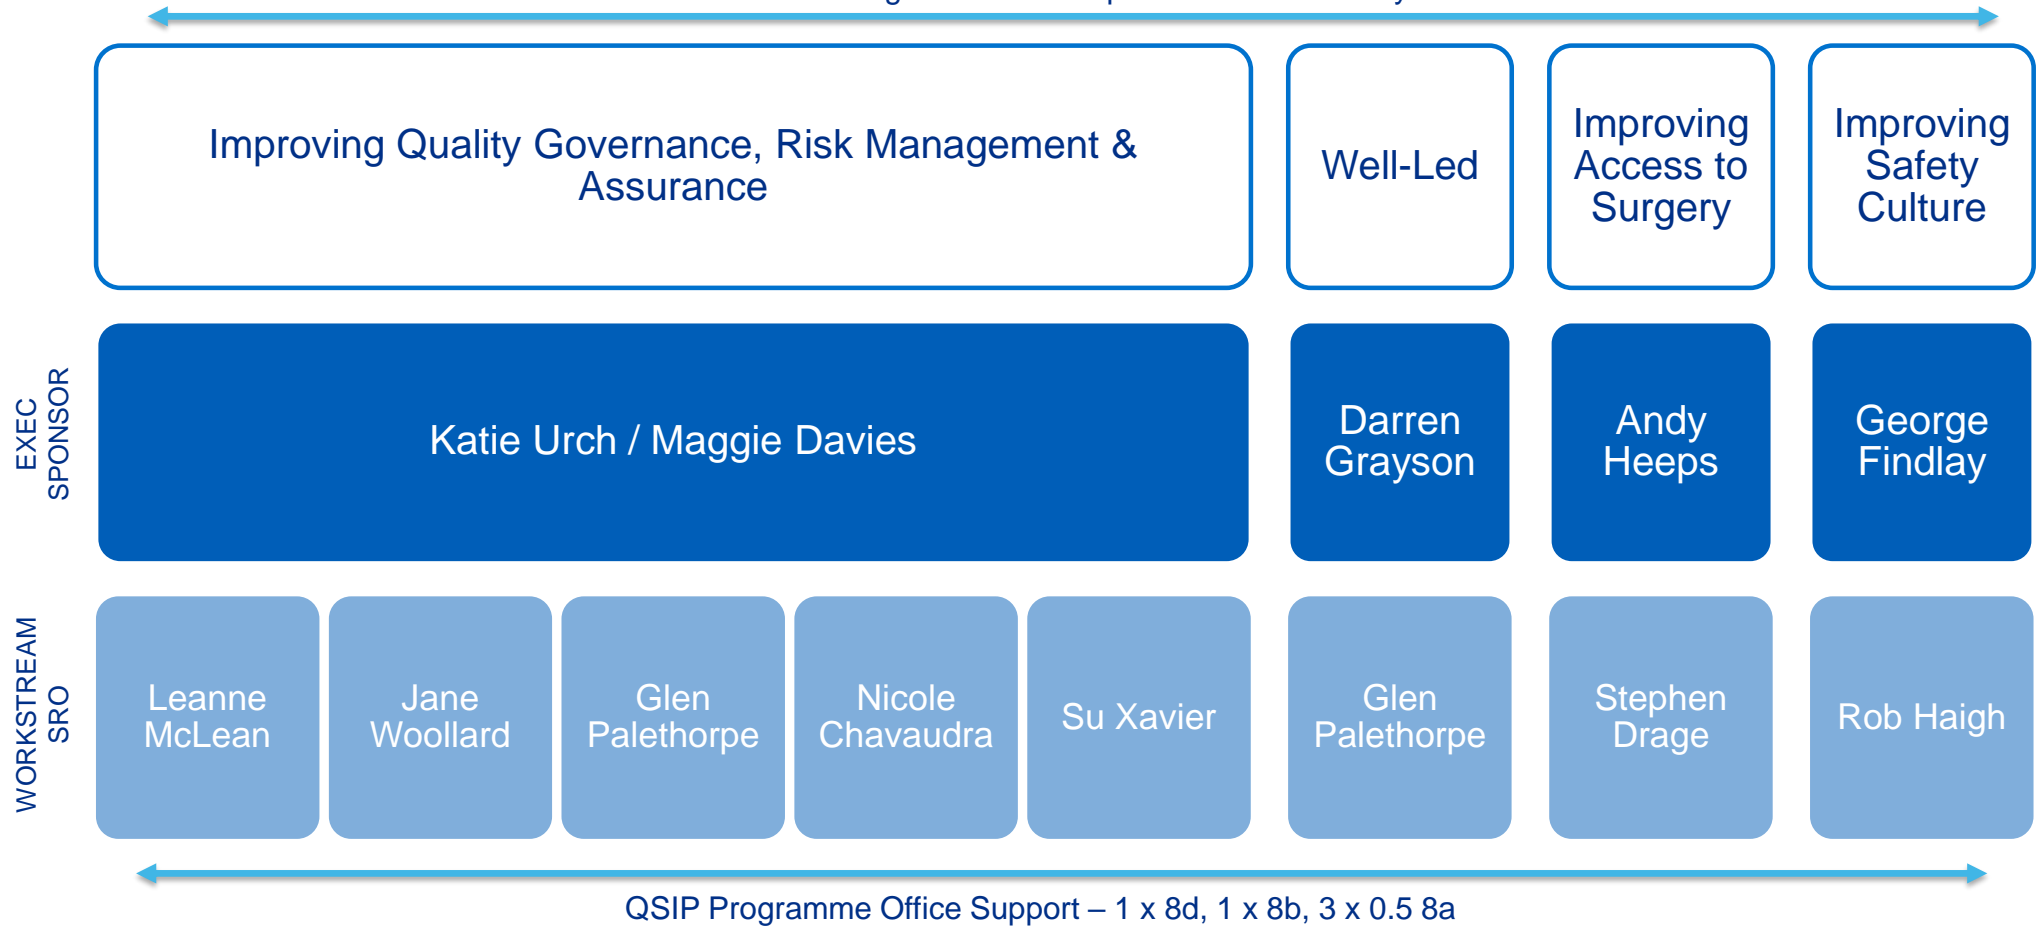 Improving Quality Governance, Risk Management &
Assurance
Well-Led
Improving
Access to
Surgery
Improving
Safety
Culture
EXEC
SPONSOR
Katie Urch / Maggie Davies
Darren
Grayson
Andy
Heeps
George
Findlay
WORKSTREAM
SRO
Leanne
McLean
Jane
Woollard
Glen
Palethorpe
Nicole
Chavaudra
Su Xavier
Glen
Palethorpe
Stephen
Drage
Rob Haigh
QSIP Programme Office Support – 1 x 8d, 1 x 8b, 3 x 0.5 8a